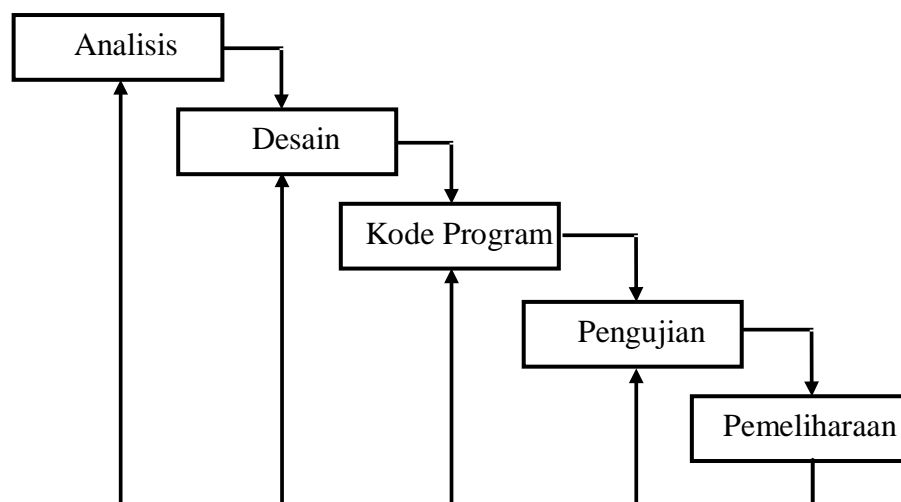 Analisis
Desain
Kode Program
Pengujian
Pemeliharaan